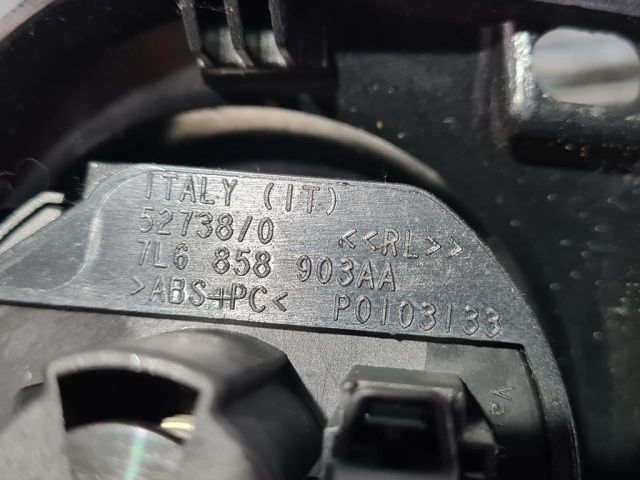 ITALY (IT)
52738/0 <<RL>>
7L6 858 903AA
>ABS+PC< P0103133